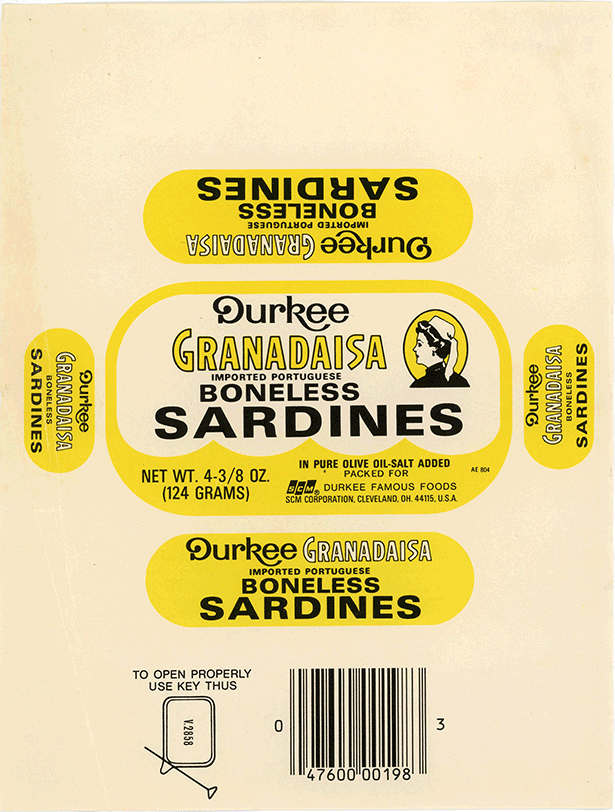 Durkee GRANADAISA
IMPORTED PORTUGUESE
BONELESS
SARDINES
Durkee
GRANADAISA
IMPORTED PORTUGUESE
BONELESS
SARDINES
NET WT. 4-3/8 OZ.
(124 GRAMS)
IN PURE OLIVE OIL-SALT ADDED
PACKED FOR
SCM® DURKEE FAMOUS FOODS
SCM CORPORATION, CLEVELAND, OH. 44115, U.S.A.
AE 804
Durkee
GRANADAISA
BONELESS
SARDINES
Durkee
GRANADAISA
BONELESS
SARDINES
Durkee GRANADAISA
IMPORTED PORTUGUESE
BONELESS
SARDINES
TO OPEN PROPERLY
USE KEY THUS
V.2858
0 47600 00198 3